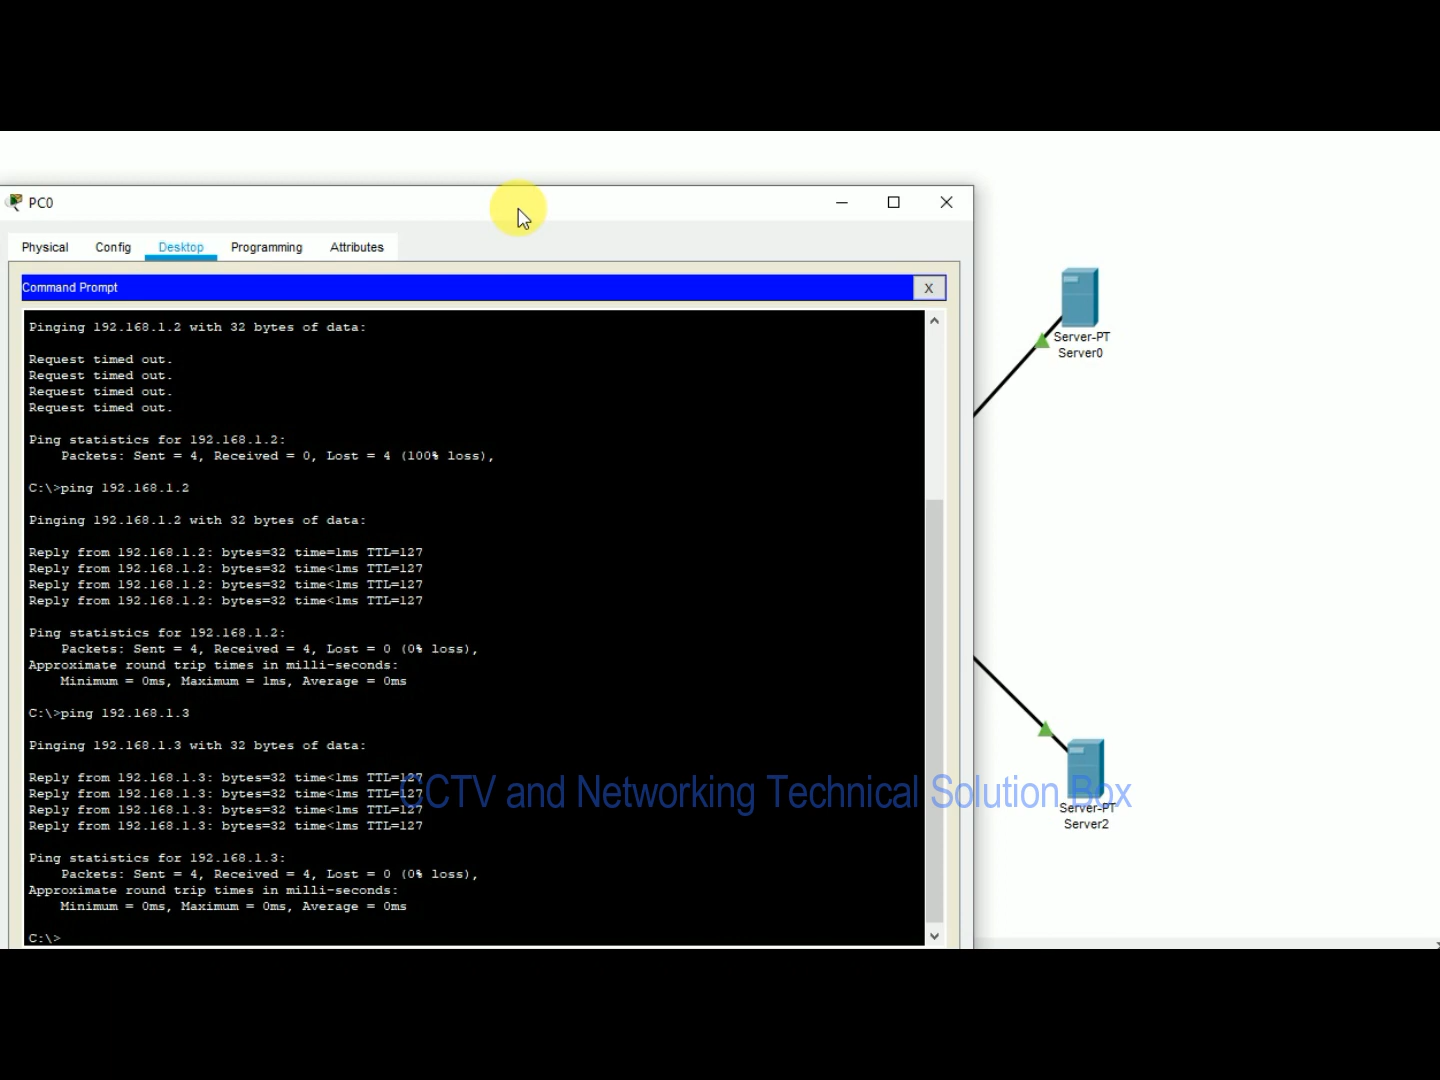 PC0
Physical Config Desktop Programming Attributes
Command Prompt
X
Pinging 192.168.1.2 with 32 bytes of data:
Request timed out.
Request timed out.
Request timed out.
Request timed out.
Ping statistics for 192.168.1.2:
Packets: Sent = 4, Received = 0, Lost = 4 (100% loss),
C:\>ping 192.168.1.2
Pinging 192.168.1.2 with 32 bytes of data:
Reply from 192.168.1.2: bytes=32 time=1ms TTL=127
Reply from 192.168.1.2: bytes=32 time<1ms TTL=127
Reply from 192.168.1.2: bytes=32 time<1ms TTL=127
Reply from 192.168.1.2: bytes=32 time<1ms TTL=127
Ping statistics for 192.168.1.2:
Packets: Sent = 4, Received = 4, Lost = 0 (0% loss),
Approximate round trip times in milli-seconds:
Minimum = 0ms, Maximum = 1ms, Average = 0ms
C:\>ping 192.168.1.3
Pinging 192.168.1.3 with 32 bytes of data:
Reply from 192.168.1.3: bytes=32 time<1ms TTL=127
Reply from 192.168.1.3: bytes=32 time<1ms TTL=127
Reply from 192.168.1.3: bytes=32 time<1ms TTL=127
Reply from 192.168.1.3: bytes=32 time<1ms TTL=127
Ping statistics for 192.168.1.3:
Packets: Sent = 4, Received = 4, Lost = 0 (0% loss),
Approximate round trip times in milli-seconds:
Minimum = 0ms, Maximum = 0ms, Average = 0ms
C:\>
Server-PT
Server0
CCTV and Networking Technical Solution Box
Server-PT
Server2